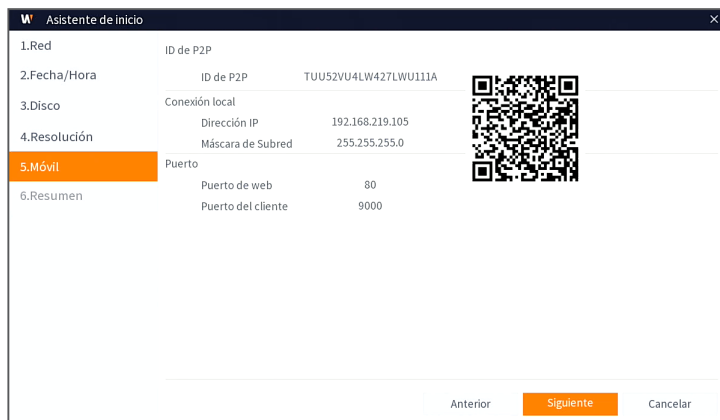 Asistente de inicio
1.Red
2.Fecha/Hora
3.Disco
4.Resolución
5.Móvil
6.Resumen
ID de P2P
ID de P2P TUU52VU4LW427LWU111A
Conexión local
Dirección IP 192.168.219.105
Máscara de Subred 255.255.255.0
Puerto
Puerto de web 80
Puerto del cliente 9000
Anterior Siguiente Cancelar